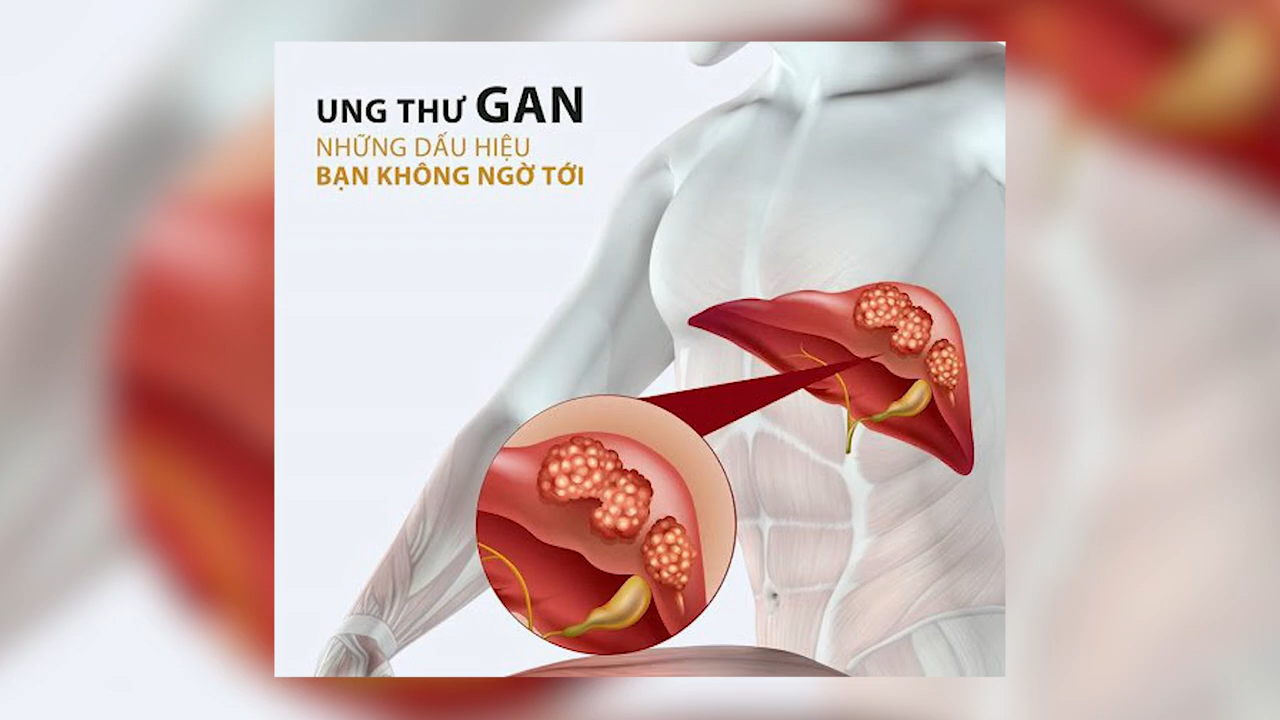 UNG THƯ GAN
NHỮNG DẤU HIỆU
BẠN KHÔNG NGỜ TỚI